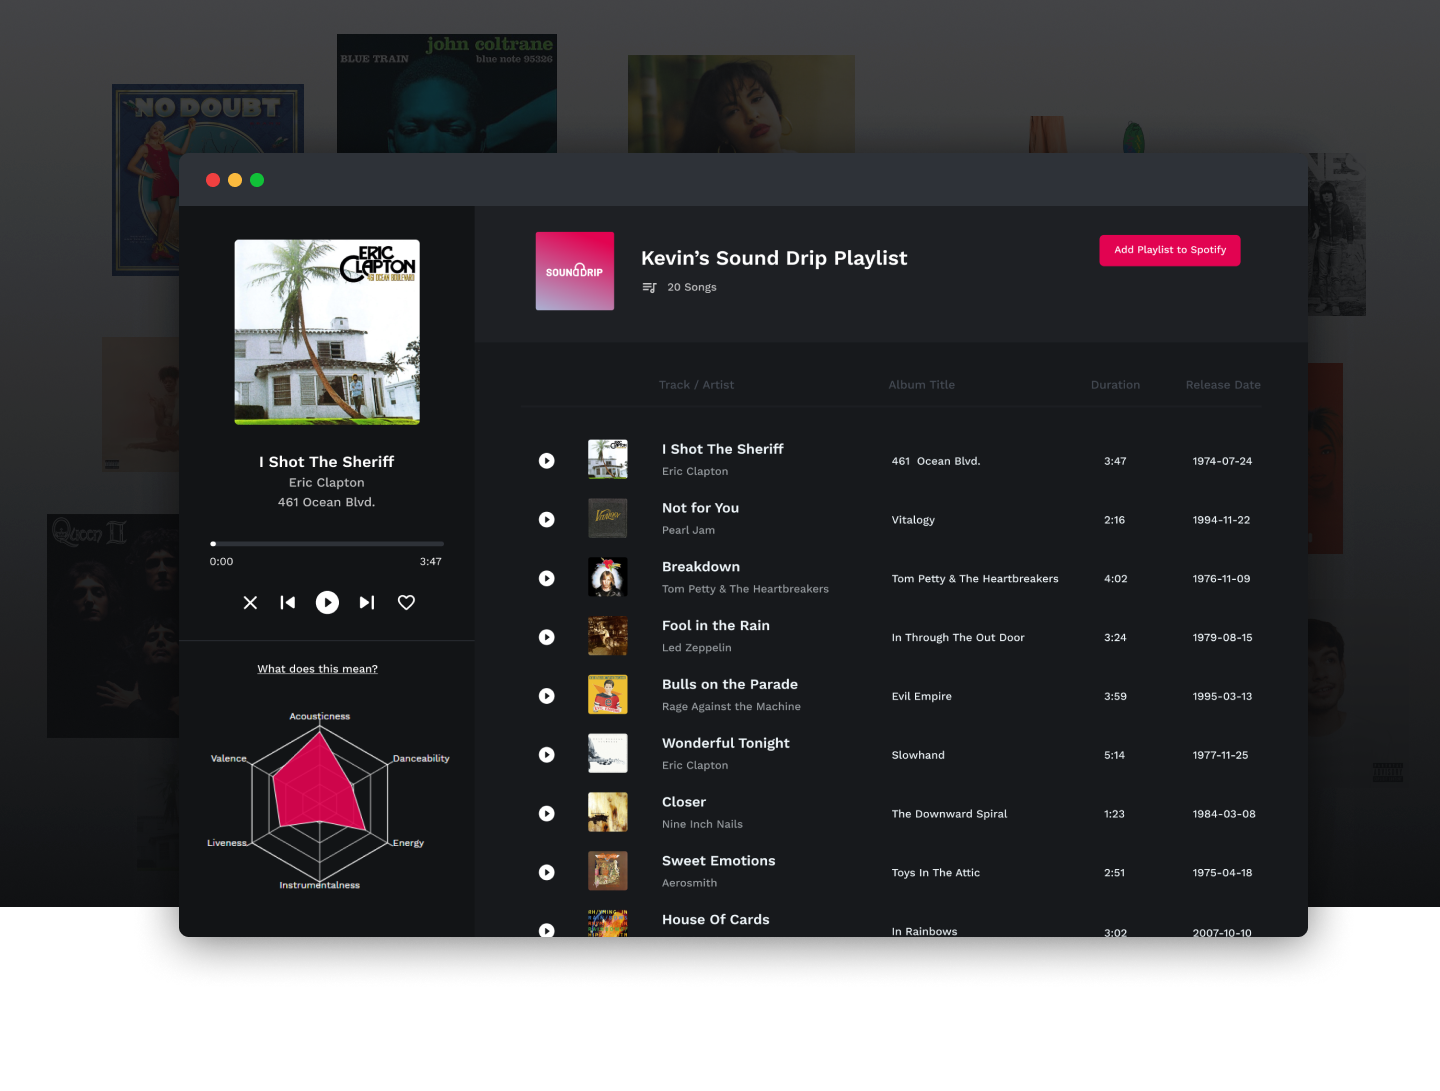 john coltrane
BLUE TRAIN
blue note 95326
NO DOUBT
Queen II
ERIC
CLAPTON
461 OCEAN BOULEVARD
I Shot The Sheriff
Eric Clapton
461 Ocean Blvd.
0:00
3:47
What does this mean?
Acousticness
Valence
Danceability
Liveness
Energy
Instrumentalness
SOUNDDRIP
Kevin’s Sound Drip Playlist
20 Songs
Add Playlist to Spotify
Track / Artist Album Title Duration Release Date
I Shot The Sheriff
Eric Clapton
461 Ocean Blvd. 3:47 1974-07-24
Not for You
Pearl Jam
Vitalogy 2:16 1994-11-22
Breakdown
Tom Petty & The Heartbreakers
Tom Petty & The Heartbreakers 4:02 1976-11-09
Fool in the Rain
Led Zeppelin
In Through The Out Door 3:24 1979-08-15
Bulls on the Parade
Rage Against the Machine
Evil Empire 3:59 1995-03-13
Wonderful Tonight
Eric Clapton
Slowhand 5:14 1977-11-25
Closer
Nine Inch Nails
The Downward Spiral 1:23 1984-03-08
Sweet Emotions
Aerosmith
Toys In The Attic 2:51 1975-04-18
House Of Cards
In Rainbows 3:02 2007-10-10